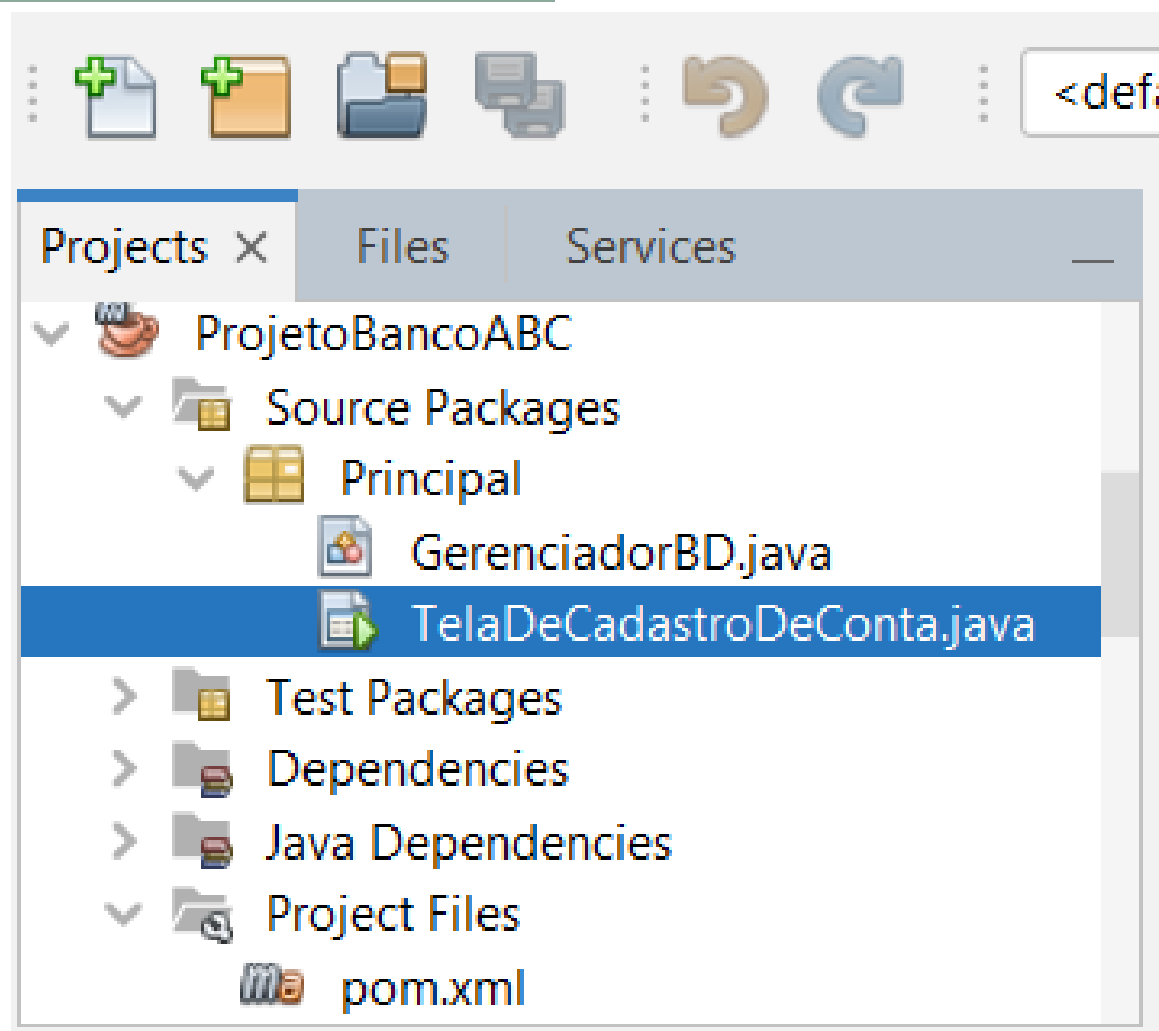 <defa
Projects Files Services
ProjetoBancoABC
Source Packages
Principal
GerenciadorBD.java
TelaDeCadastroDeConta.java
Test Packages
Dependencies
Java Dependencies
Project Files
pom.xml